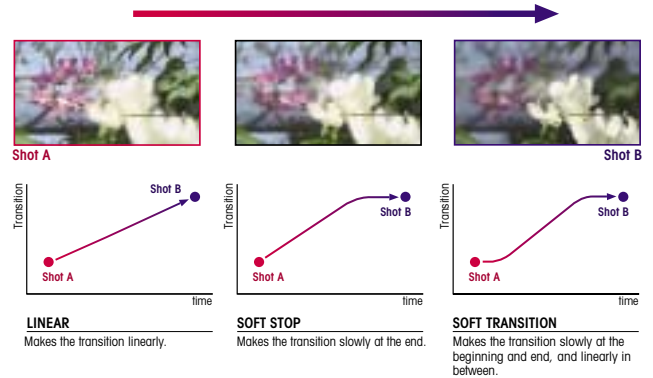 Shot A
Shot B
Transition
Shot B
Shot A
time
Transition
Shot B
Shot A
time
Transition
Shot B
Shot A
time
LINEAR
Makes the transition linearly.
SOFT STOP
Makes the transition slowly at the end.
SOFT TRANSITION
Makes the transition slowly at the
beginning and end, and linearly in
between.